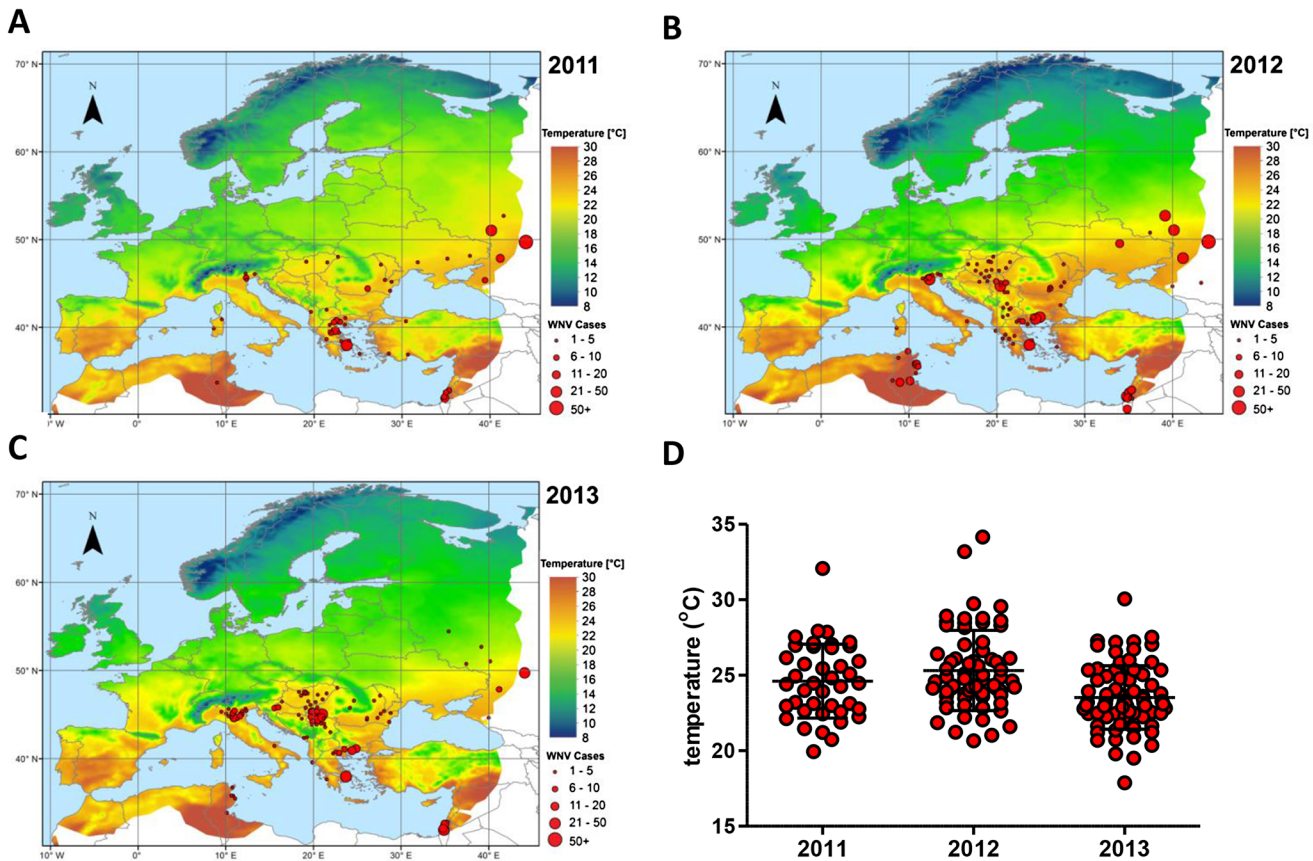 A
2011
N
70° N
60° N
50° N
40° N
1° W
0°
10° E
20° E
30° E
40° E
Temperature [°C]
30
28
26
24
22
20
18
16
14
12
10
8
WNV Cases
1 - 5
6 - 10
11 - 20
21 - 50
50+
B
2012
N
70° N
60° N
50° N
40° N
10° W
0°
10° E
20° E
30° E
40° E
Temperature [°C]
30
28
26
24
22
20
18
16
14
12
10
8
WNV Cases
1 - 5
6 - 10
11 - 20
21 - 50
50+
C
2013
N
70° N
60° N
50° N
40° N
10° W
0°
10° E
20° E
30° E
40° E
Temperature [°C]
30
28
26
24
22
20
18
16
14
12
10
8
WNV Cases
1 - 5
6 - 10
11 - 20
21 - 50
50+
D
temperature (°C)
35
30
25
20
15
2011
2012
2013